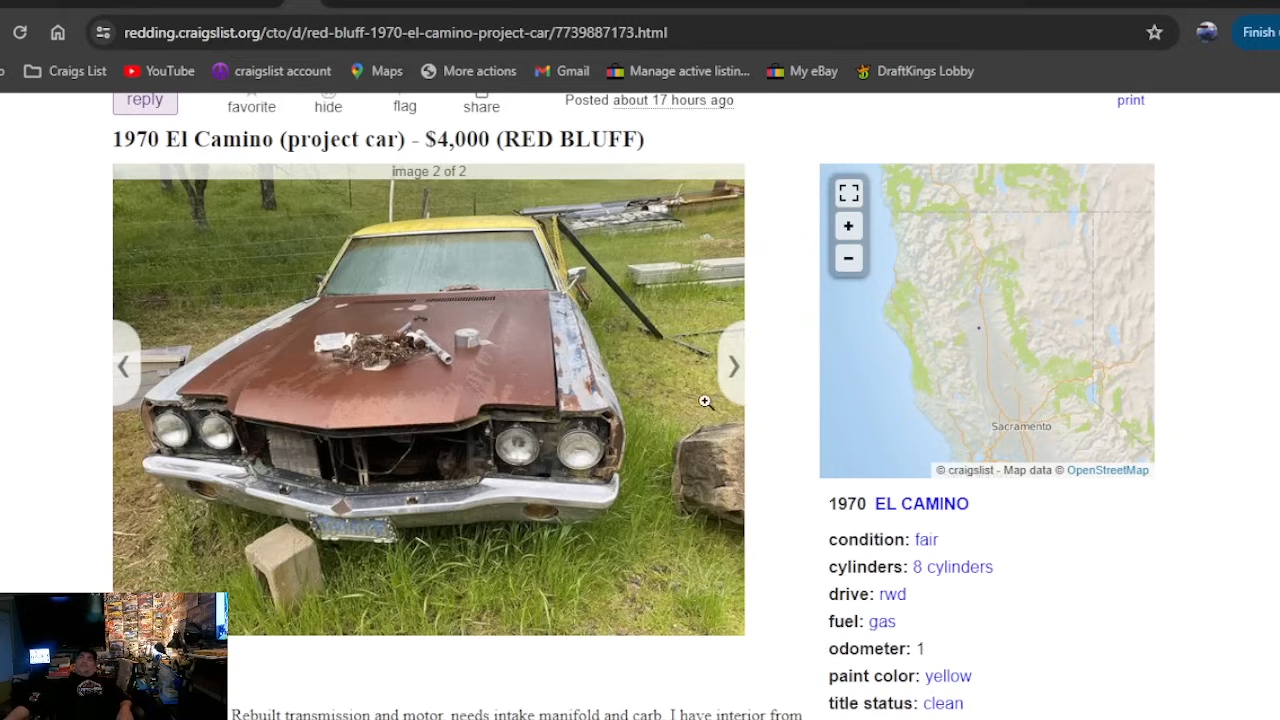 redding.craigslist.org/cto/d/red-bluff-1970-el-camino-project-car/7739887173.html
Finish
Craigs List YouTube craigslist account Maps More actions Gmail Manage active listin... My eBay DraftKings Lobby
reply favorite hide flag share Posted about 17 hours ago print
1970 El Camino (project car) - $4,000 (RED BLUFF)
image 2 of 2
+
−
Sacramento
© craigslist - Map data © OpenStreetMap
1970 EL CAMINO
condition: fair
cylinders: 8 cylinders
drive: rwd
fuel: gas
odometer: 1
paint color: yellow
title status: clean
Rebuilt transmission and motor, needs intake manifold and carb. I have interior from